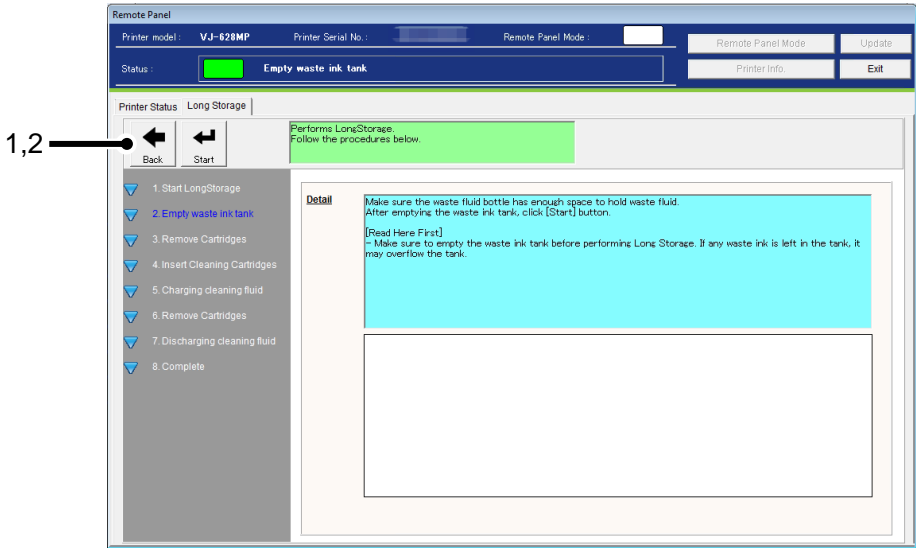 Remote Panel
Printer model : VJ-628MP Printer Serial No. : Remote Panel Mode :
Remote Panel Mode Update
Status : Empty waste ink tank
Printer Info. Exit
Printer Status Long Storage
1,2
Back Start
Performs LongStorage.
Follow the procedures below.
1. Start LongStorage
2. Empty waste ink tank
3. Remove Cartridges
4. Insert Cleaning Cartridges
5. Charging cleaning fluid
6. Remove Cartridges
7. Discharging cleaning fluid
8. Complete
Detail
Make sure the waste fluid bottle has enough space to hold waste fluid.
After emptying the waste ink tank, click [Start] button.
[Read Here First]
- Make sure to empty the waste ink tank before performing Long Storage. If any waste ink is left in the tank, it
may overflow the tank.